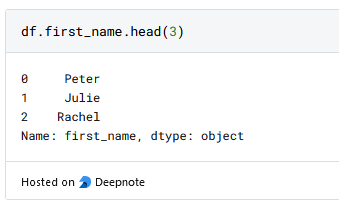 df.first_name.head(3)
0     Peter
1     Julie
2    Rachel
Name: first_name, dtype: object
Hosted on Deepnote